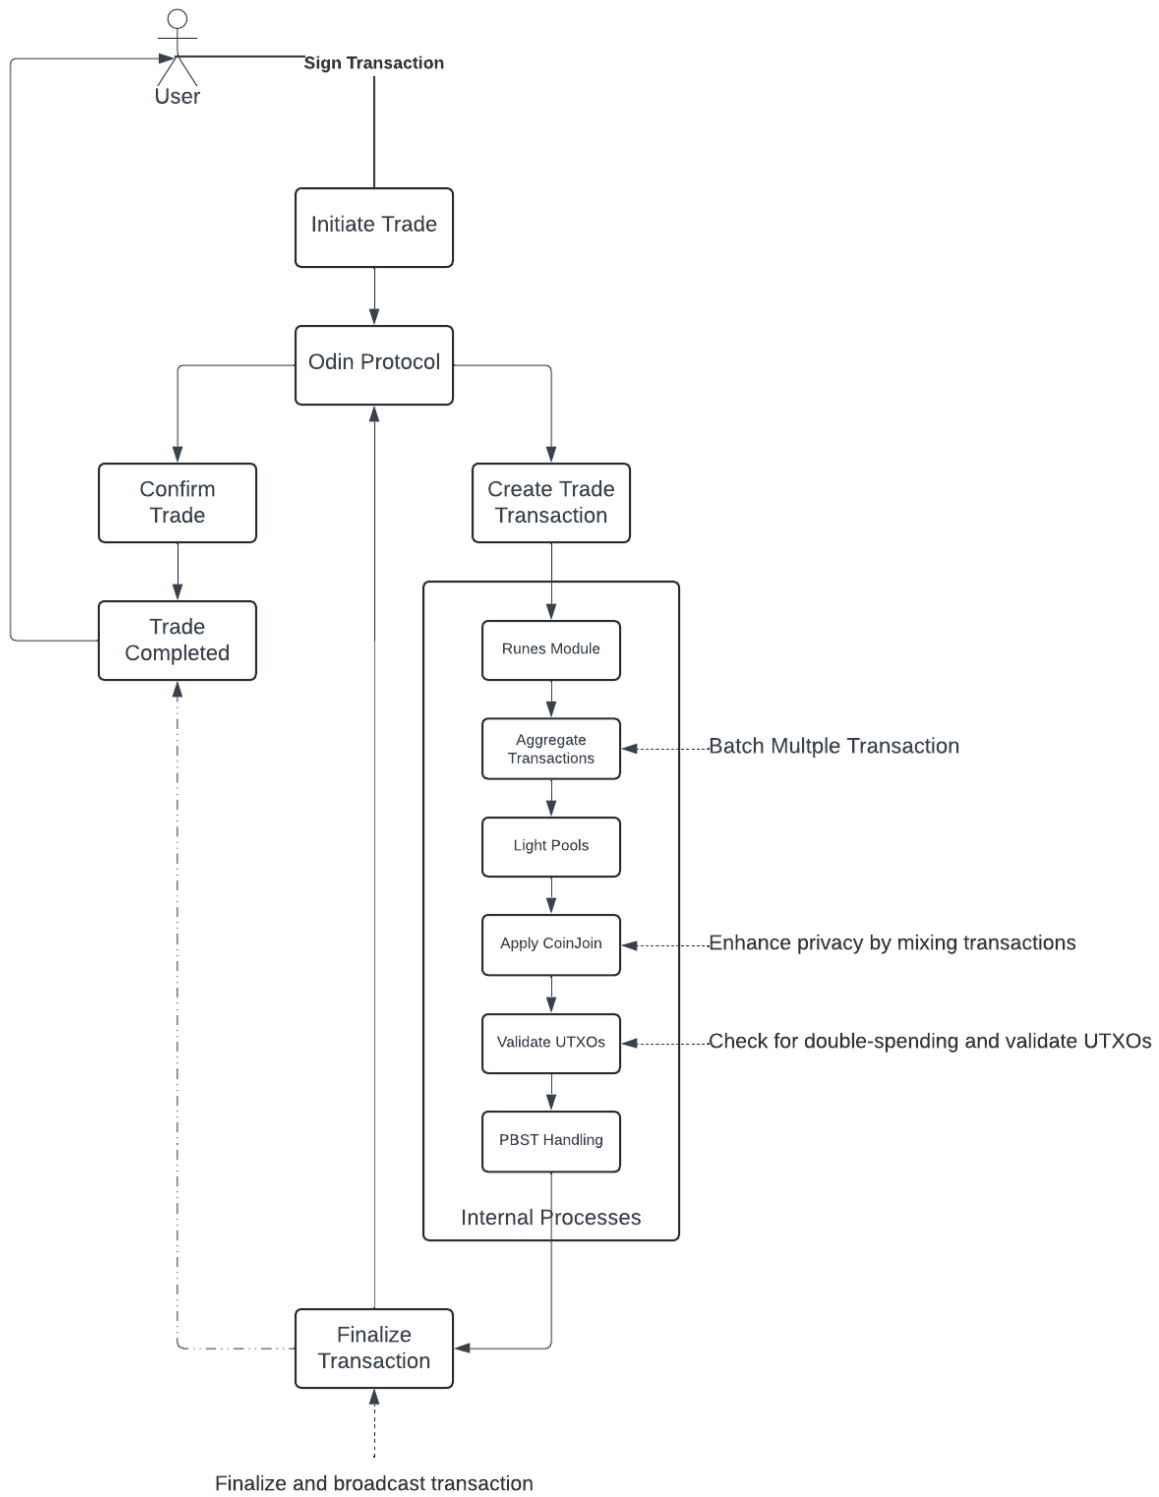 Sign Transaction
User
Initiate Trade
Odin Protocol
Confirm
Trade
Create Trade
Transaction
Trade
Completed
Runes Module
Aggregate
Transactions
Batch Multple Transaction
Light Pools
Apply CoinJoin
Enhance privacy by mixing transactions
Validate UTXOs
Check for double-spending and validate UTXOs
PBST Handling
Internal Processes
Finalize
Transaction
Finalize and broadcast transaction